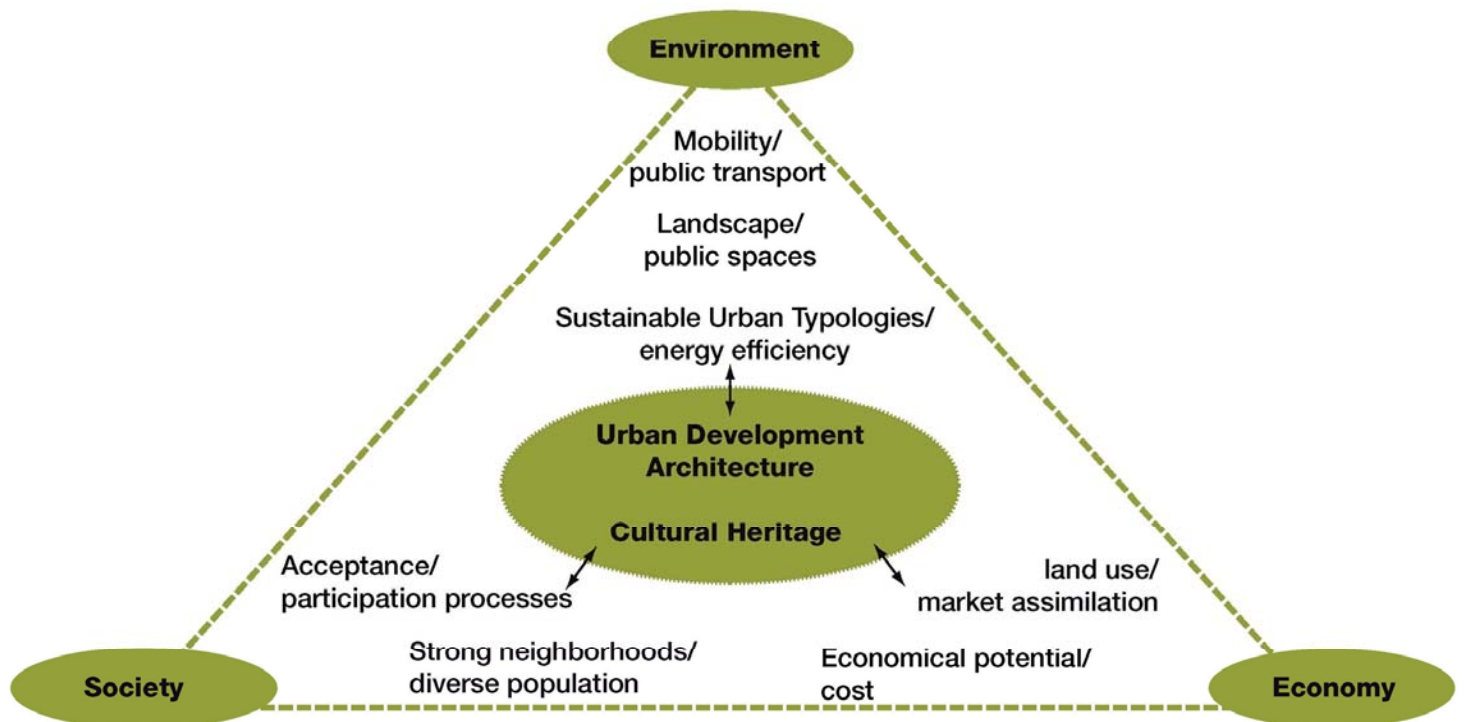 Environment
Mobility/
public transport
Landscape/
public spaces
Sustainable Urban Typologies/
energy efficiency
Urban Development
Architecture
Cultural Heritage
Acceptance/
participation processes
land use/
market assimilation
Strong neighborhoods/
diverse population
Economical potential/
cost
Society
Economy